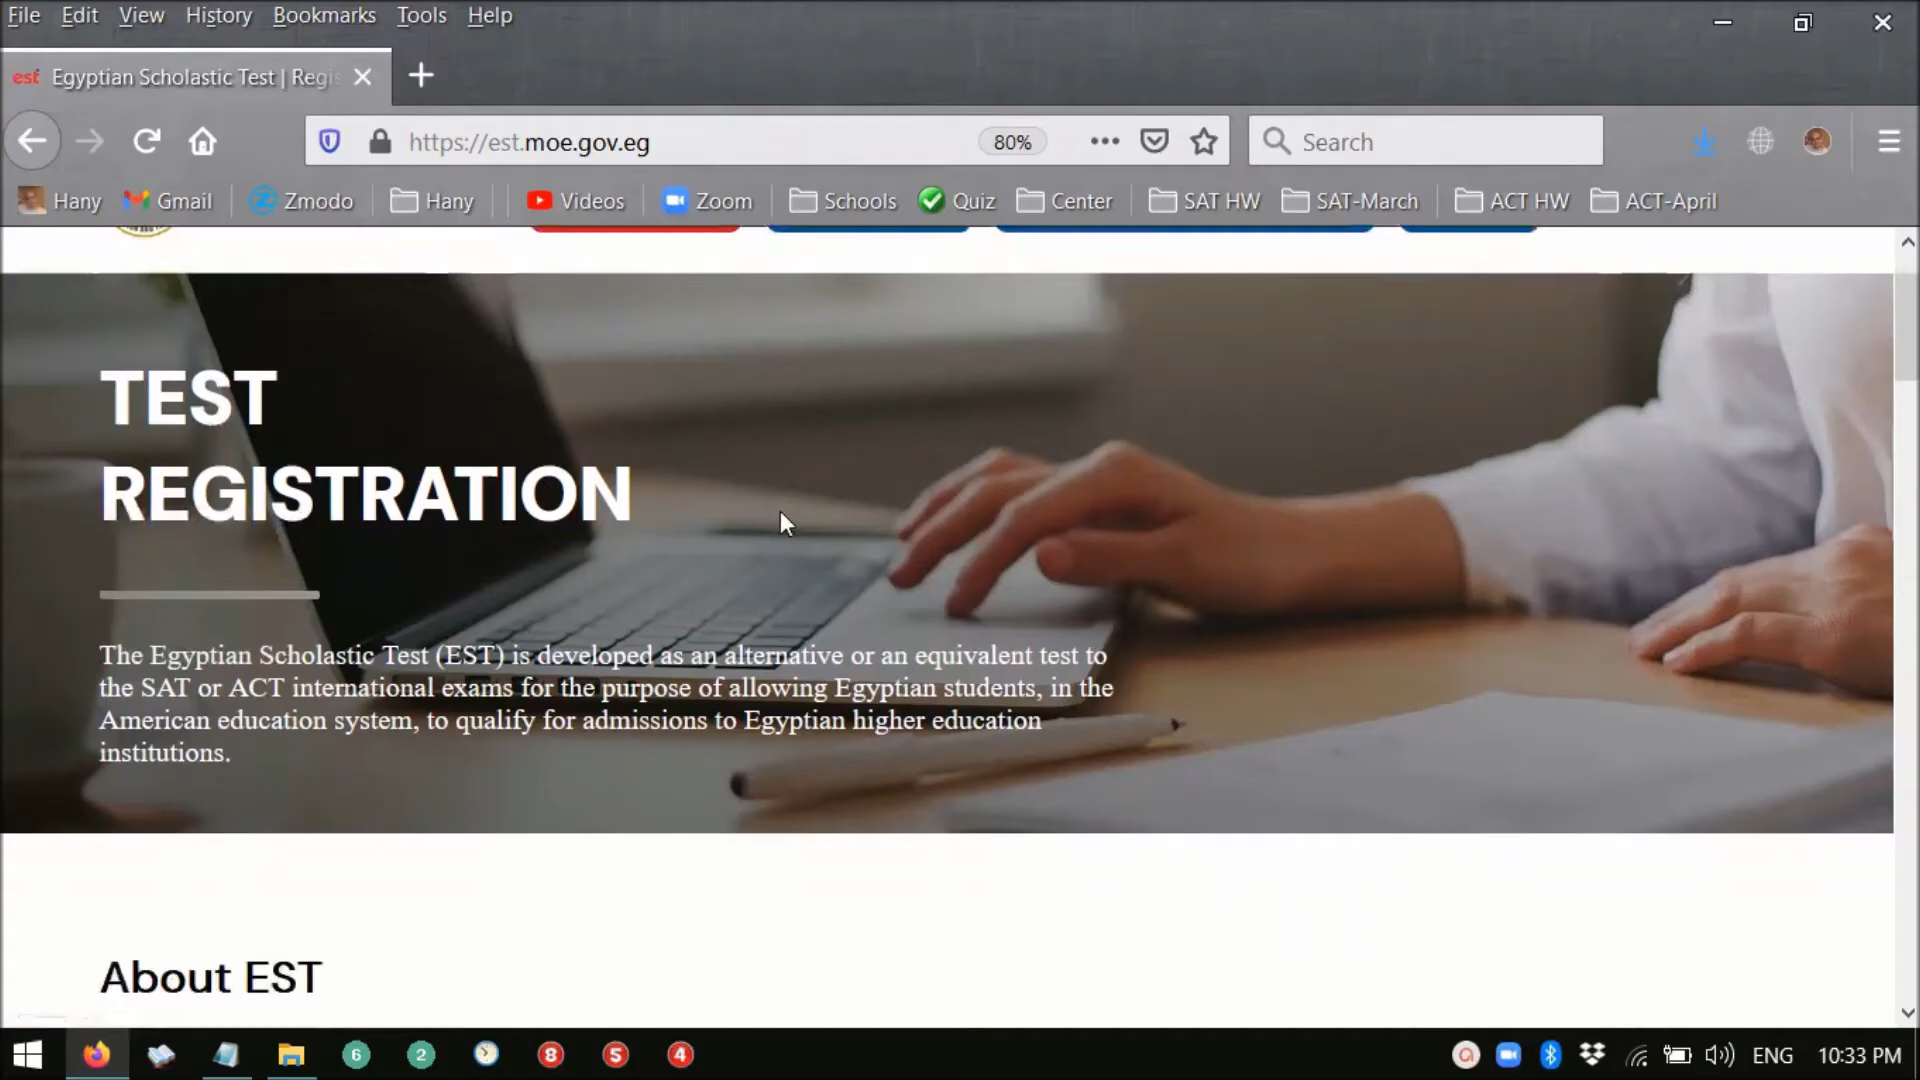 File Edit View History Bookmarks Tools Help
est Egyptian Scholastic Test | Regis
https://est.moe.gov.eg 80% Search
Hany Gmail Zmodo Hany Videos Zoom Schools Quiz Center SAT HW SAT-March ACT HW ACT-April
TEST
REGISTRATION
The Egyptian Scholastic Test (EST) is developed as an alternative or an equivalent test to
the SAT or ACT international exams for the purpose of allowing Egyptian students, in the
American education system, to qualify for admissions to Egyptian higher education
institutions.
About EST
6 2 8 5 4 ENG 10:33 PM